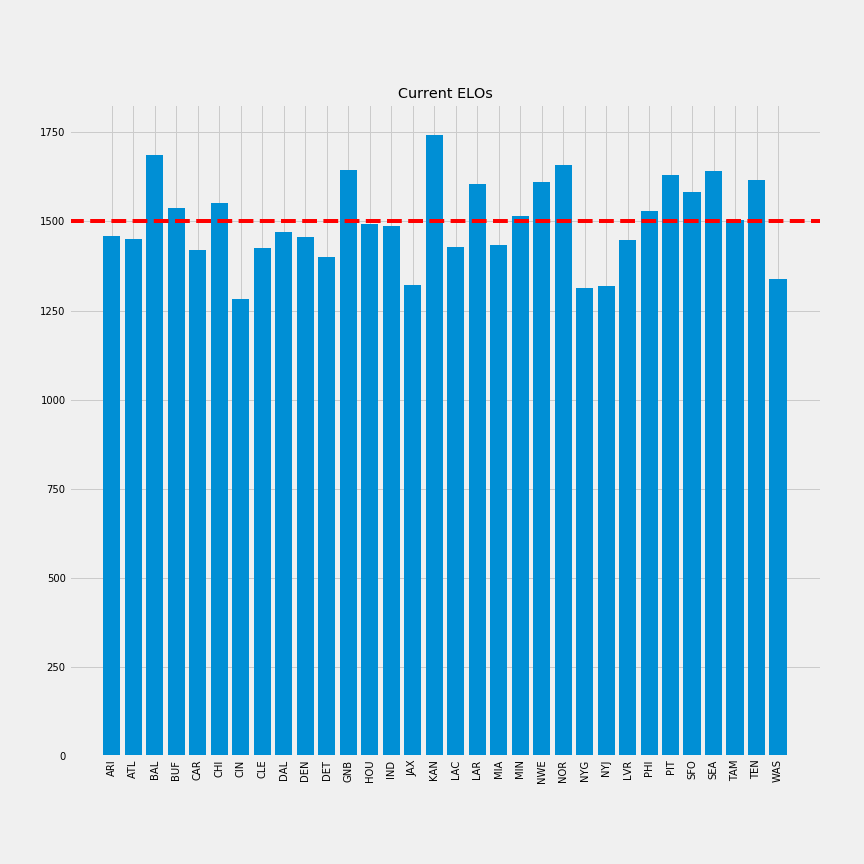 Current ELOs
1750
1500
1250
1000
750
500
250
0
ARI
ATL
BAL
BUF
CAR
CHI
CIN
CLE
DAL
DEN
DET
GNB
HOU
IND
JAX
KAN
LAC
LAR
MIA
MIN
NWE
NOR
NYG
NYJ
LVR
PHI
PIT
SFO
SEA
TAM
TEN
WAS